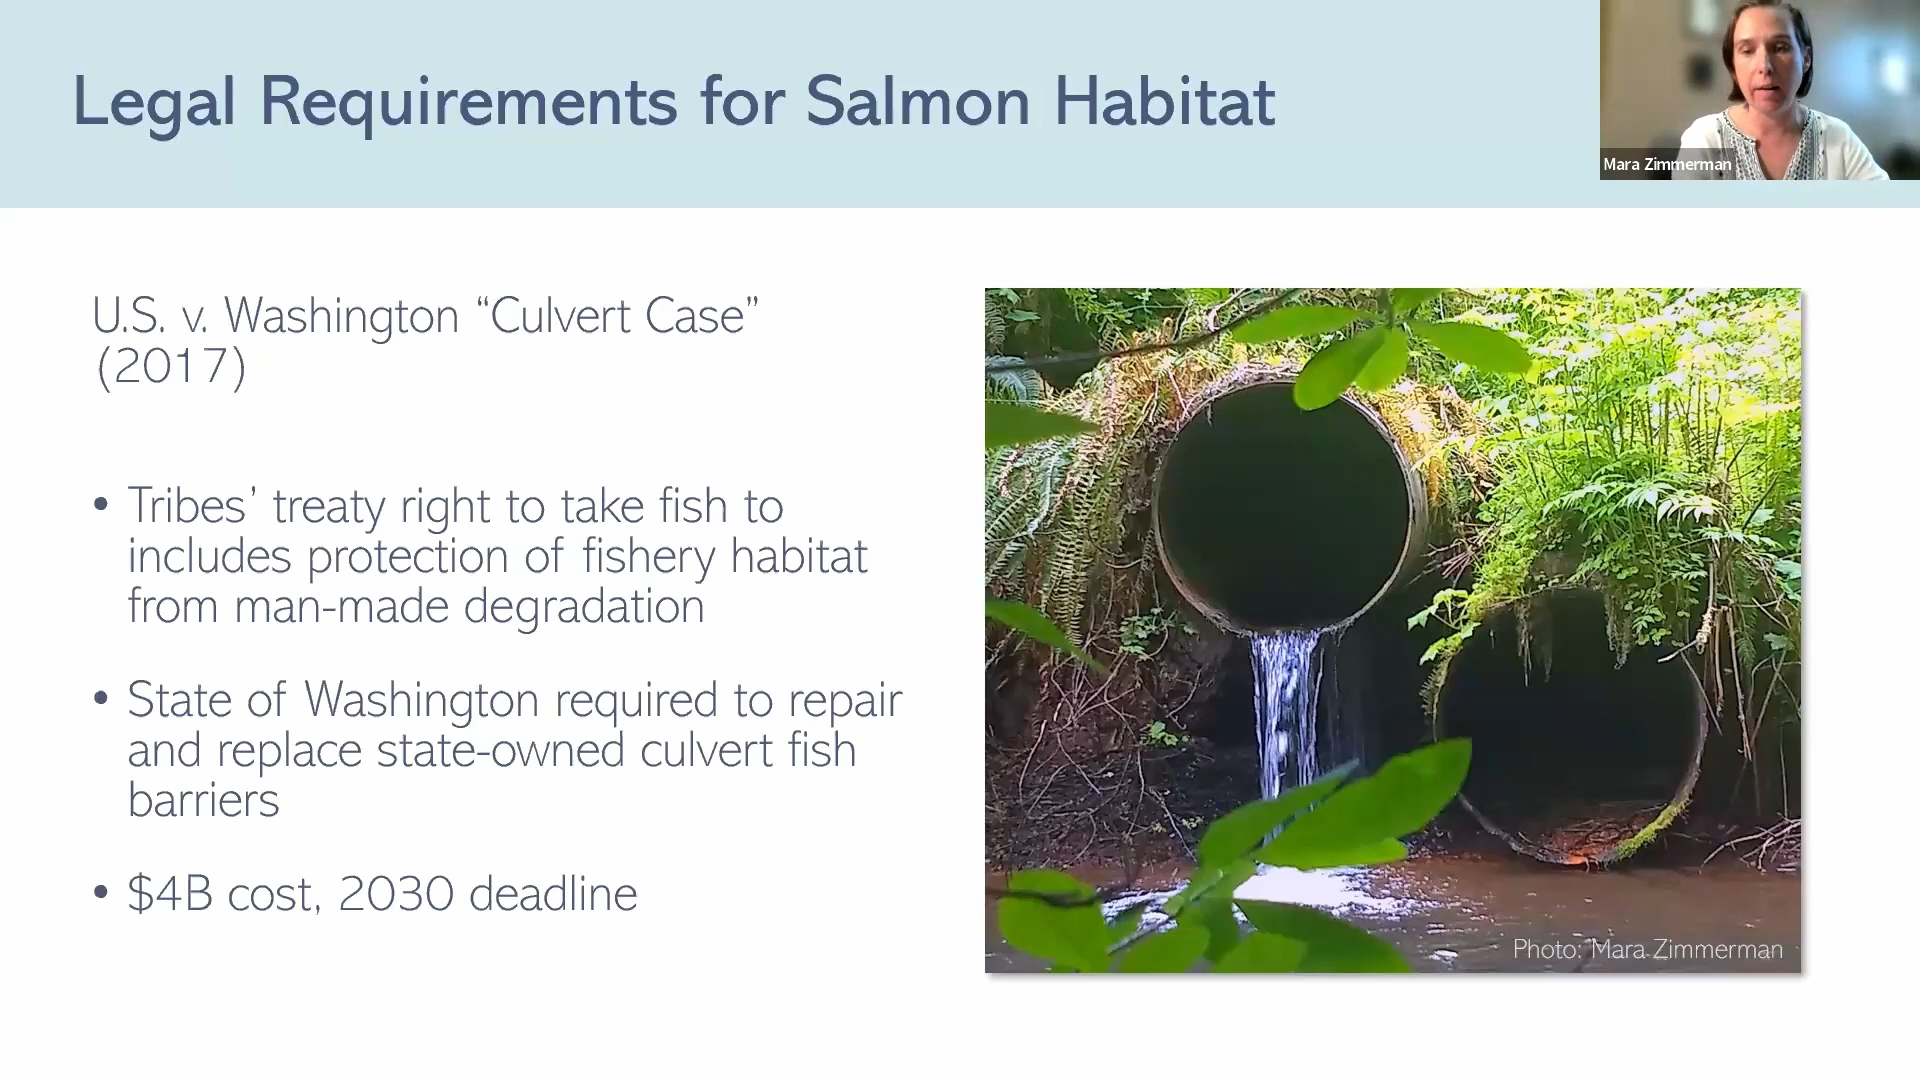 Legal Requirements for Salmon Habitat
Mara Zimmerman
U.S. v. Washington “Culvert Case”
(2017)
• Tribes’ treaty right to take fish to
includes protection of fishery habitat
from man-made degradation
• State of Washington required to repair
and replace state-owned culvert fish
barriers
• $4B cost, 2030 deadline
Photo: Mara Zimmerman